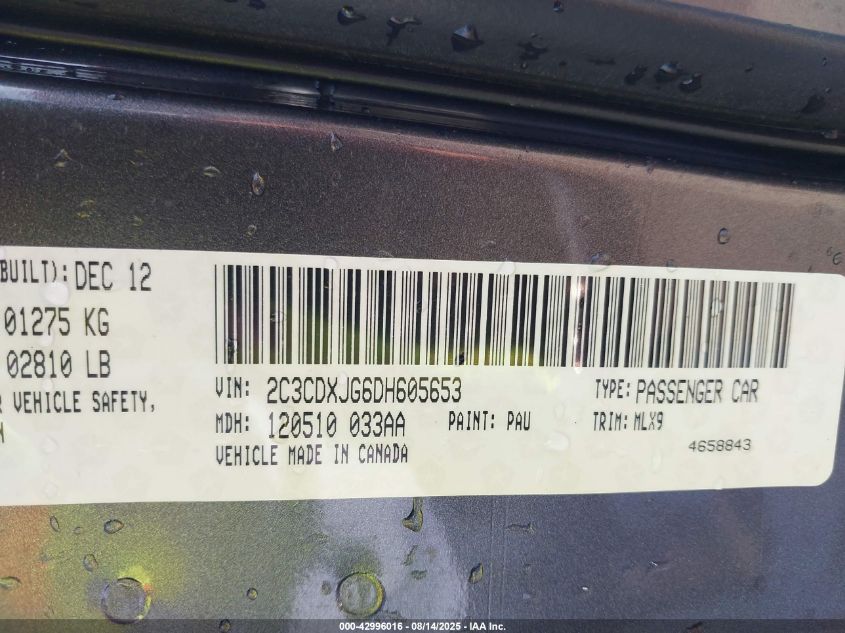 BUILT): DEC 12
01275 KG
02810 LB
VEHICLE SAFETY,
VIN: 2C3CDXJG6DH605653 TYPE: PASSENGER CAR
MDH: 120510 033AA PAINT: PAU TRIM: MLX9
VEHICLE MADE IN CANADA 4658843
000-42996016 - 08/14/2025 - IAA Inc.